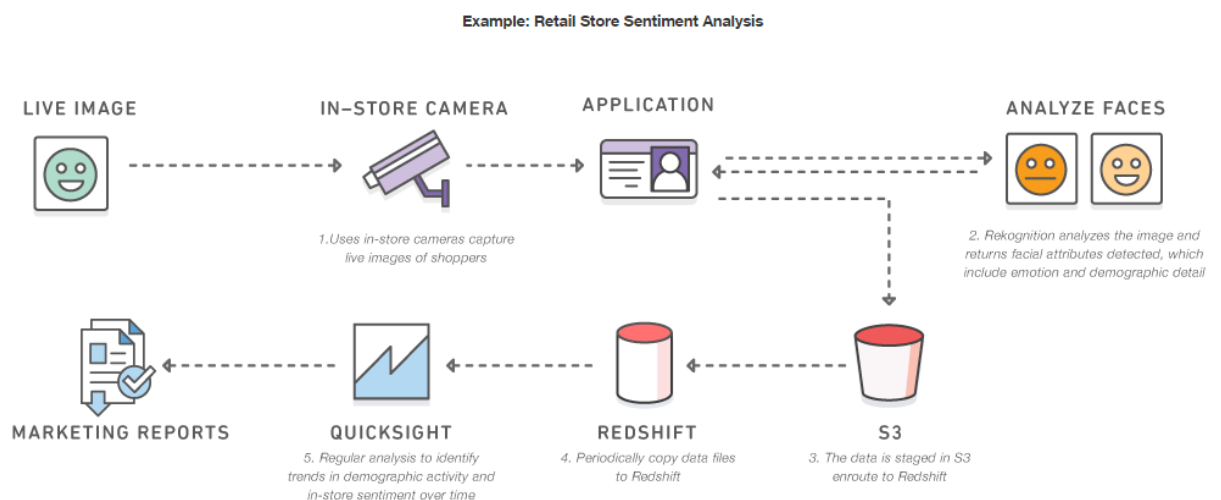 Example: Retail Store Sentiment Analysis
LIVE IMAGE
IN-STORE CAMERA
APPLICATION
ANALYZE FACES
1.Uses in-store cameras capture
live images of shoppers
2. Rekognition analyzes the image and
returns facial attributes detected, which
include emotion and demographic detail
MARKETING REPORTS
QUICKSIGHT
5. Regular analysis to identify
trends in demographic activity and
in-store sentiment over time
REDSHIFT
4. Periodically copy data files
to Redshift
S3
3. The data is staged in S3
enroute to Redshift